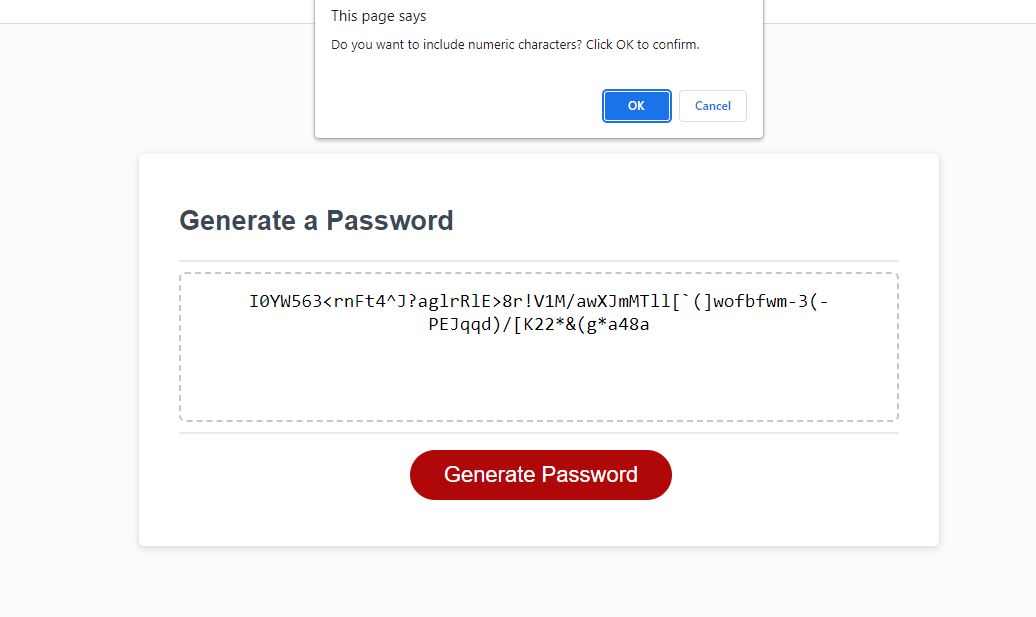 This page says
Do you want to include numeric characters? Click OK to confirm.
OK
Cancel
Generate a Password
I0YW563<rnFt4^J?aglrRlE>8r!V1M/awXJmMTll[`(]wofbfwm-3(-
PEJqqd)/[K22*&(g*a48a
Generate Password